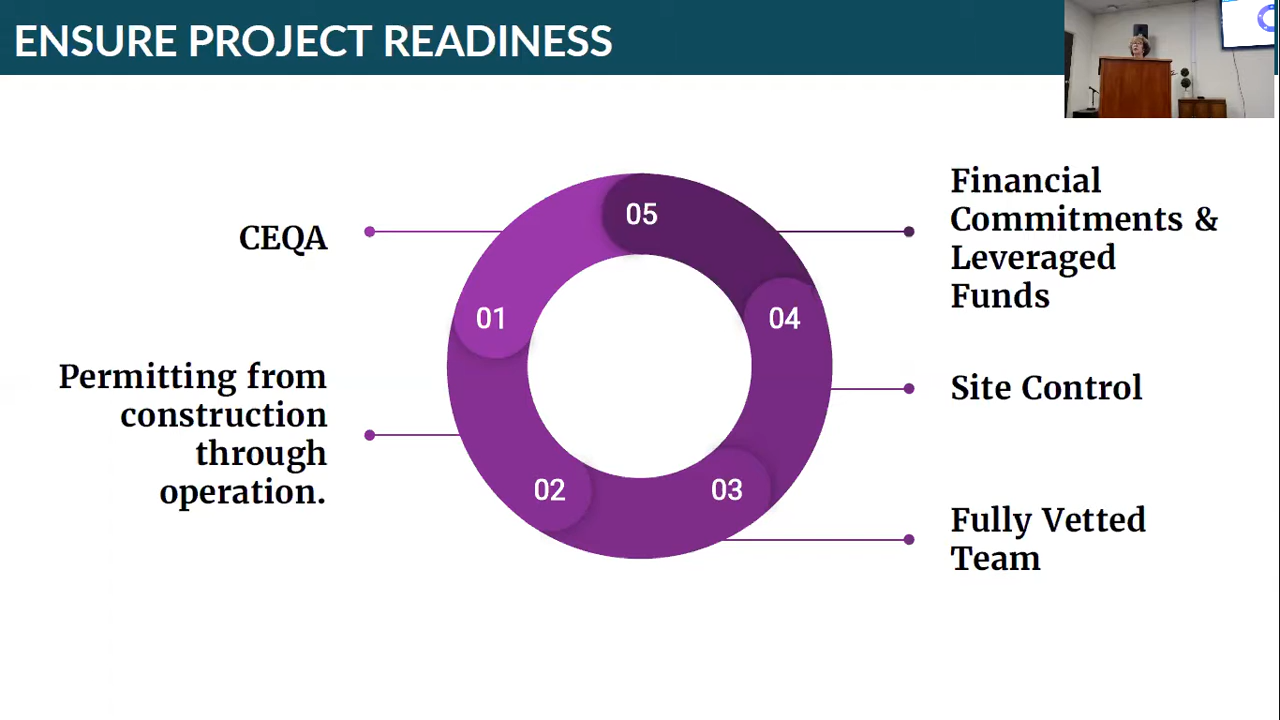 ENSURE PROJECT READINESS
CEQA
Permitting from
construction
through
operation.
01
02
03
04
05
Financial
Commitments &
Leveraged
Funds
Site Control
Fully Vetted
Team